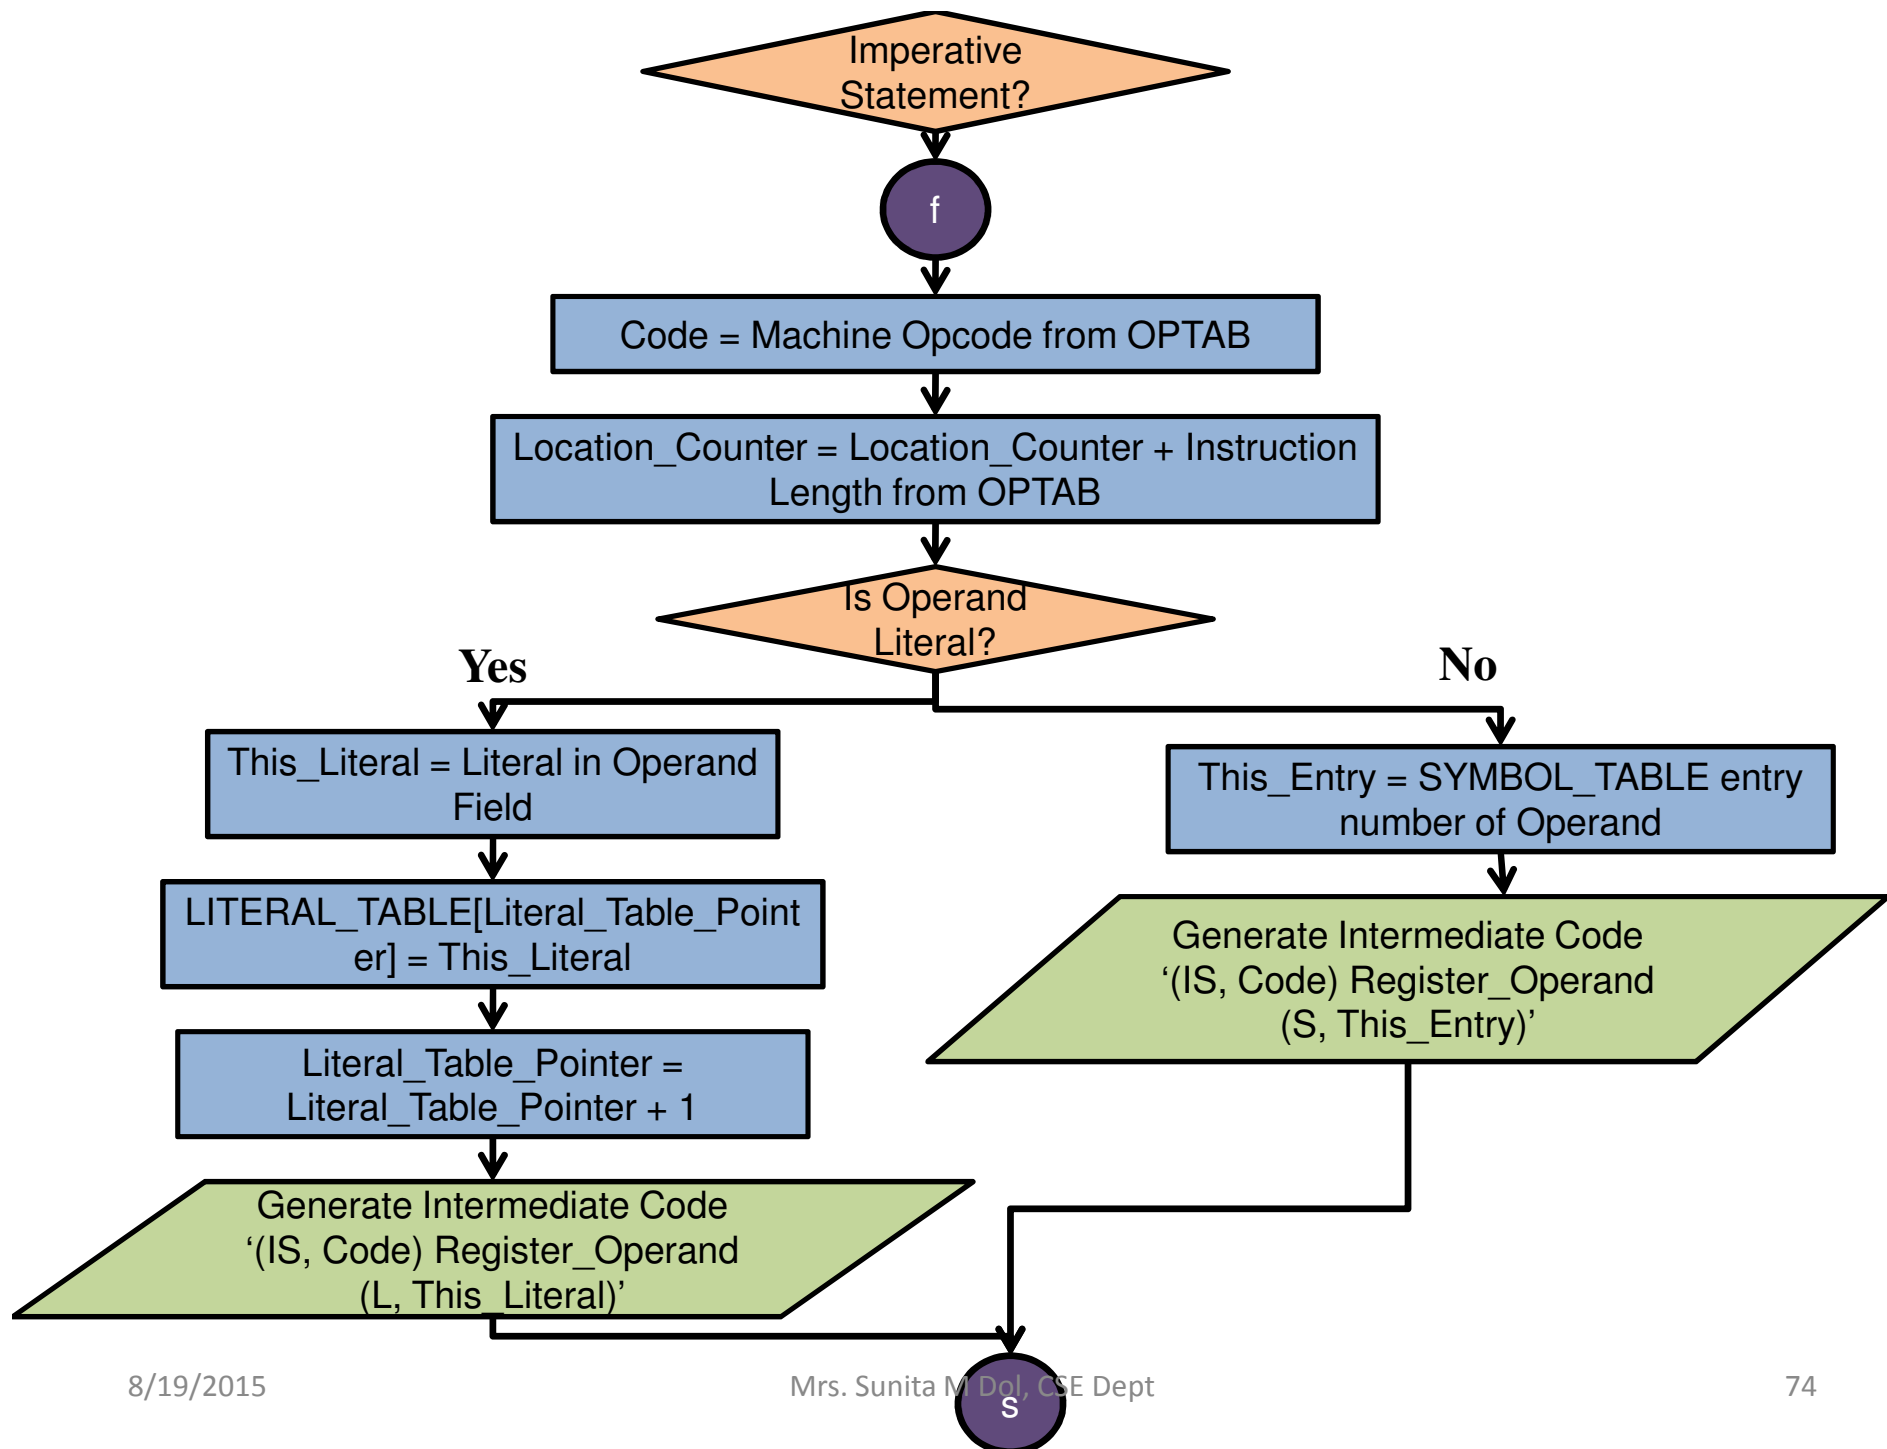 Imperative
Statement?
f
Code = Machine Opcode from OPTAB
Location_Counter = Location_Counter + Instruction
Length from OPTAB
Is Operand
Literal?
Yes
No
This_Literal = Literal in Operand
Field
This_Entry = SYMBOL_TABLE entry
number of Operand
LITERAL_TABLE[Literal_Table_Point
er] = This_Literal
Generate Intermediate Code
‘(IS, Code) Register_Operand
(S, This_Entry)’
Literal_Table_Pointer =
Literal_Table_Pointer + 1
Generate Intermediate Code
‘(IS, Code) Register_Operand
(L, This_Literal)’
8/19/2015
Mrs. Sunita M Dol, CSE Dept
74
s